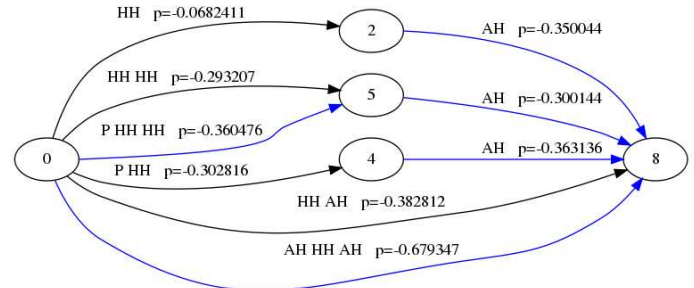 HH p=-0.0682411
AH p=-0.350044
2
HH HH p=-0.293207
AH p=-0.300144
5
P HH HH p=-0.360476
AH p=-0.363136
0
4
8
P HH p=-0.302816
HH AH p=-0.382812
AH HH AH p=-0.679347